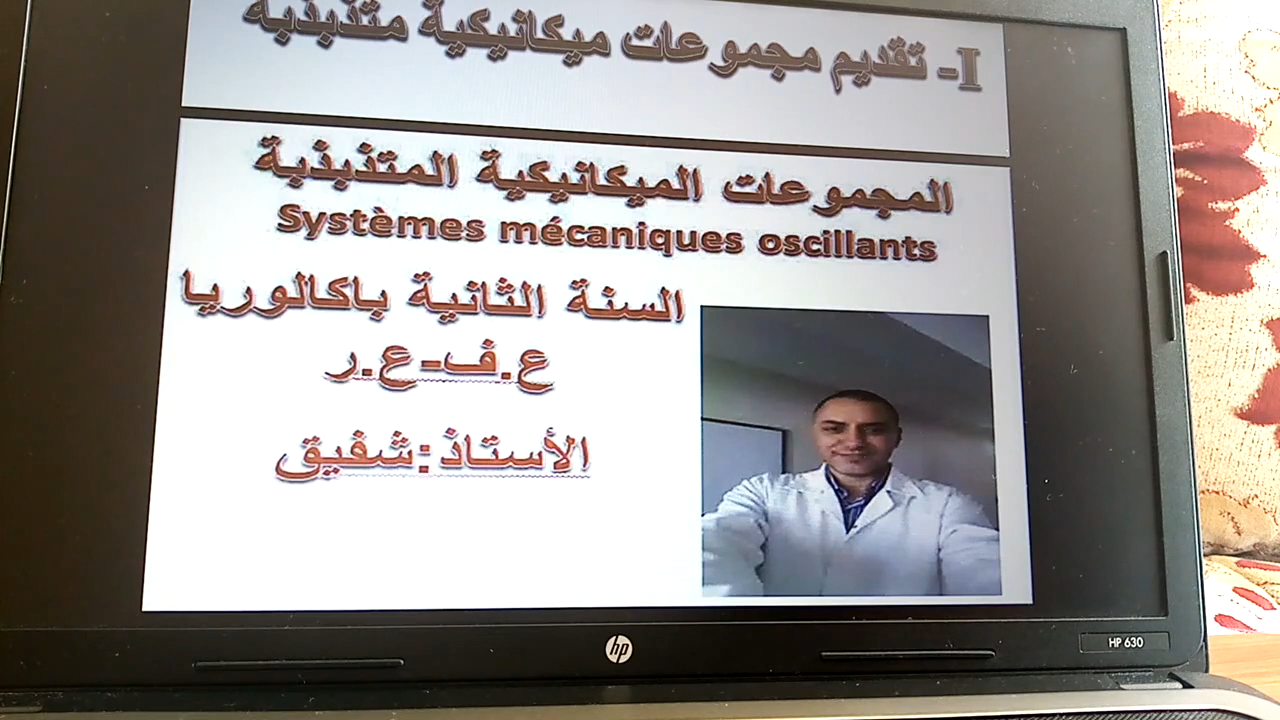 I- تقديم مجموعات ميكانيكية متذبذبة
المجموعات الميكانيكية المتذبذبة
Systèmes mécaniques oscillants
السنة الثانية باكالوريا
ع.ف-ع.ر
الأستاذ:شفيق
hp
HP 630